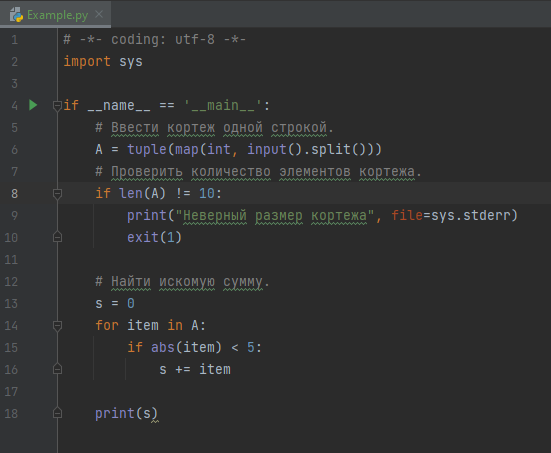 Example.py
1 # -*- coding: utf-8 -*-
2 import sys
3
4 if __name__ == '__main__':
5 # Ввести кортеж одной строкой.
6 A = tuple(map(int, input().split()))
7 # Проверить количество элементов кортежа.
8 if len(A) != 10:
9 print("Неверный размер кортежа", file=sys.stderr)
10 exit(1)
11
12 # Найти искомую сумму.
13 s = 0
14 for item in A:
15 if abs(item) < 5:
16 s += item
17
18 print(s)